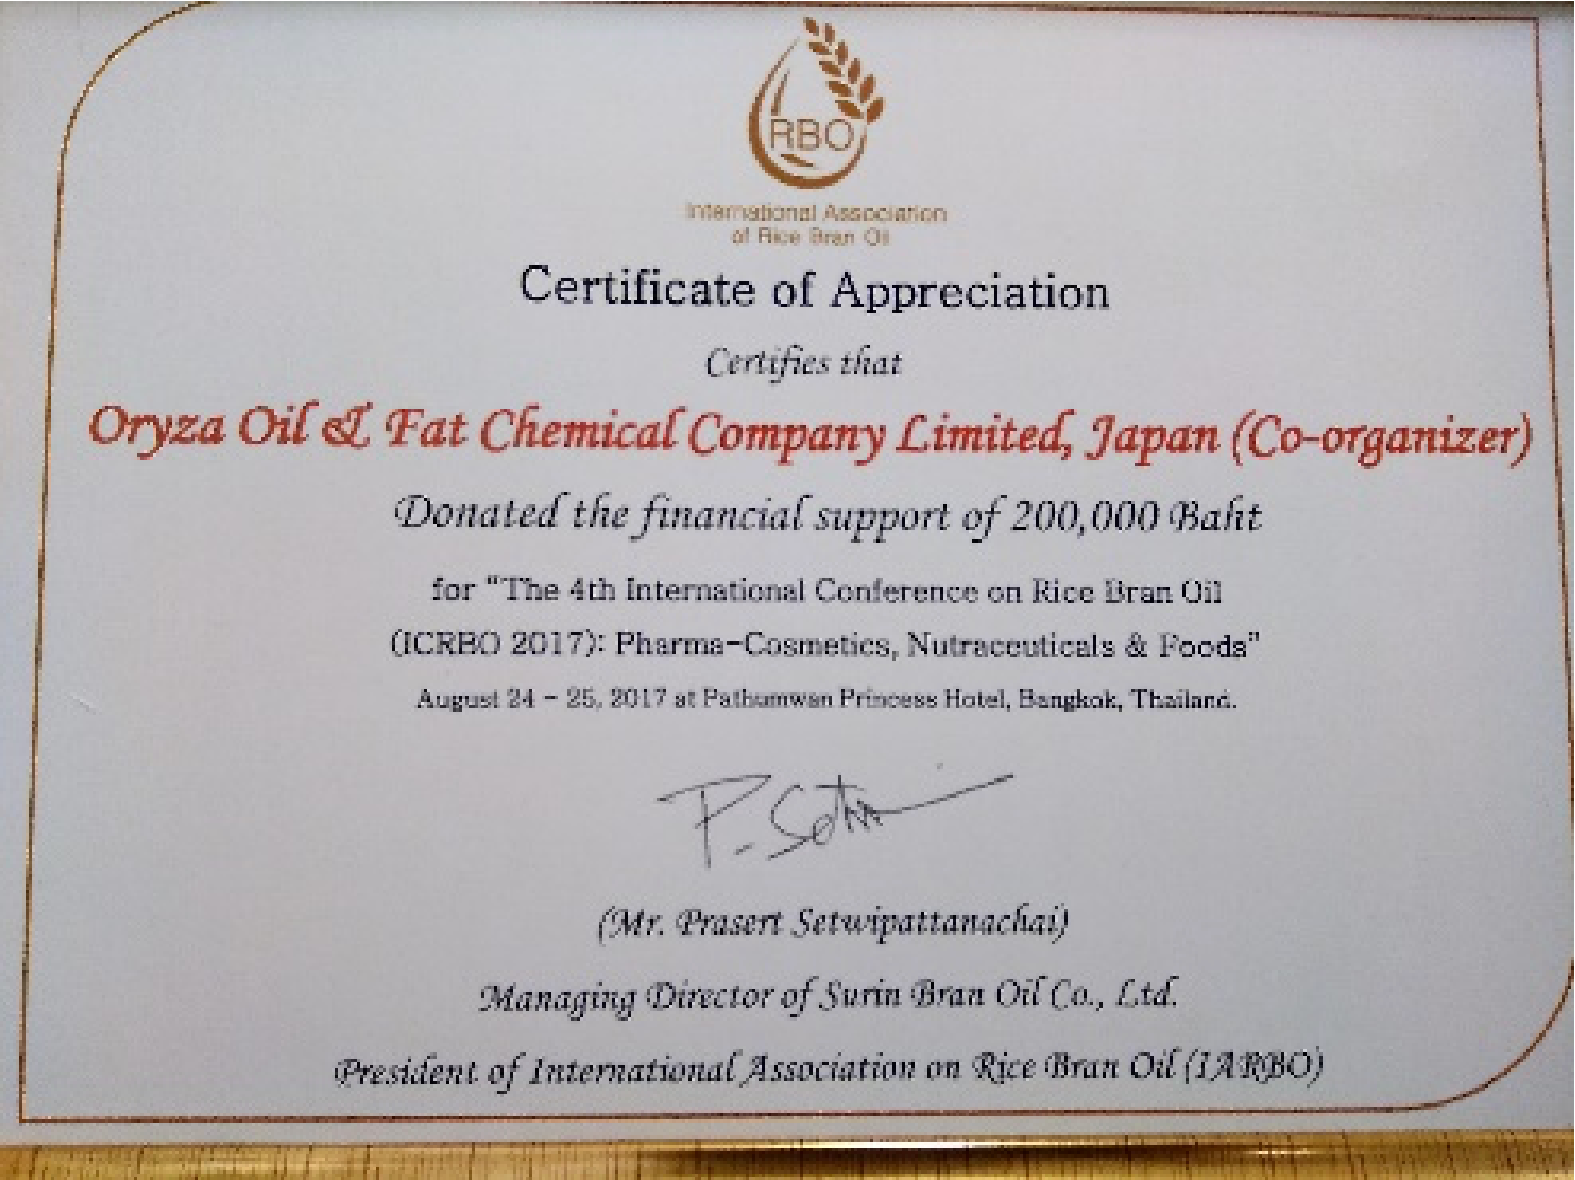 RBO
International Association
of Rice Bran Oil
Certificate of Appreciation
Certifies that
Oryza Oil & Fat Chemical Company Limited, Japan (Co-organizer)
Donated the financial support of 200,000 Baht
for “The 4th International Conference on Rice Bran Oil
(ICRBO 2017): Pharma-Cosmetics, Nutraceuticals & Foods”
August 24 - 25, 2017 at Pathumwan Princess Hotel, Bangkok, Thailand.
(Mr. Prasert Setwipattanachai)
Managing Director of Surin Bran Oil Co., Ltd.
President of International Association on Rice Bran Oil (IARBO)